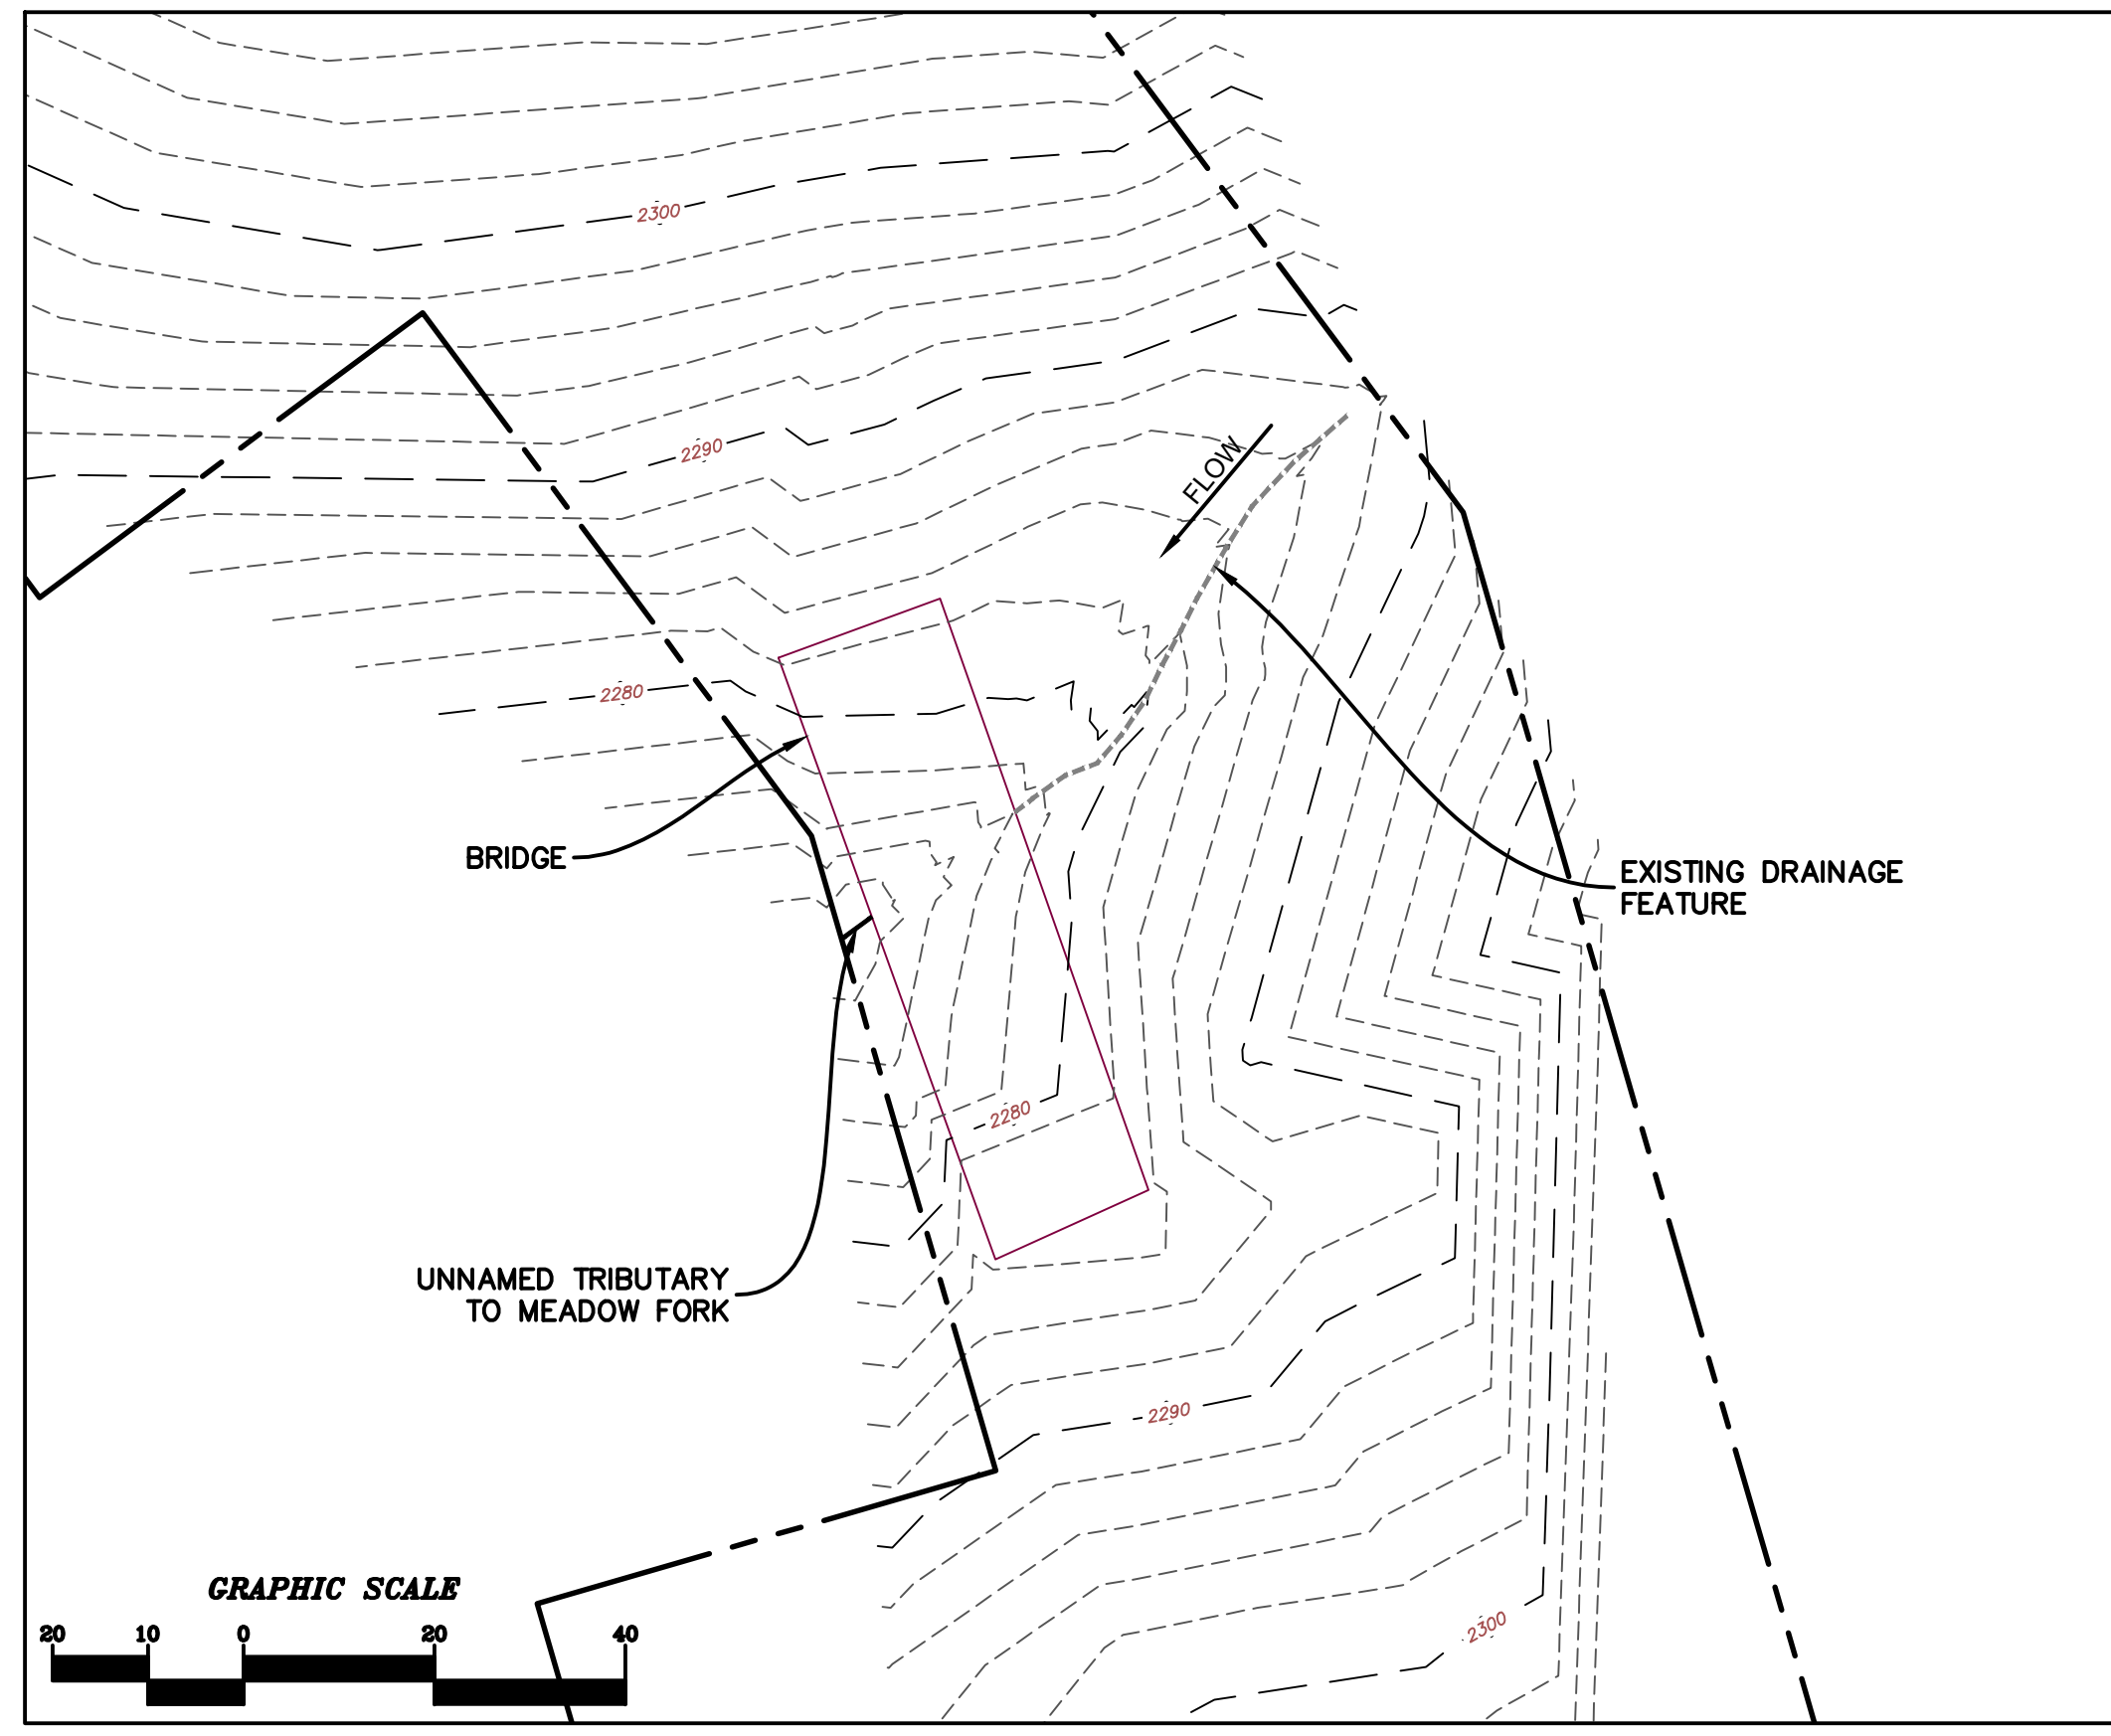 2300
2290
FLOW
2280
BRIDGE
EXISTING DRAINAGE
FEATURE
2280
UNNAMED TRIBUTARY
TO MEADOW FORK
2290
GRAPHIC SCALE
2300
20 10 0 20 40